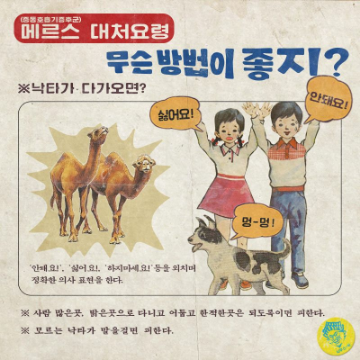 (중동호흡기증후군)
메르스 대처요령
무슨 방법이 좋지?
※낙타가 다가오면?
싫어요!
안돼요!
멍-멍!
'안돼요!', '싫어요!, '하지마세요!'등을 외치며
정확한 의사 표현을 한다.
※ 사람 많은곳, 밝은곳으로 다니고 어둡고 한적한곳은 되도록이면 피한다.
※ 모르는 낙타가 말을걸면 피한다.